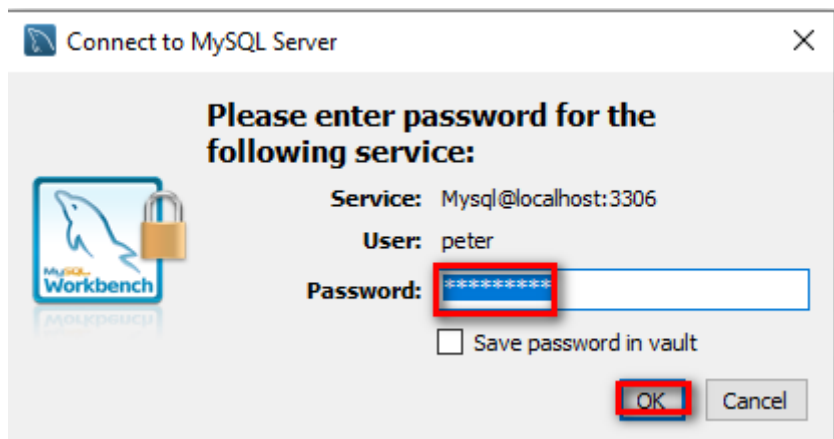 Connect to MySQL Server
Please enter password for the
following service:
Service: Mysql@localhost:3306
User: peter
Password: *********
Save password in vault
MySQL
Workbench
OK
Cancel